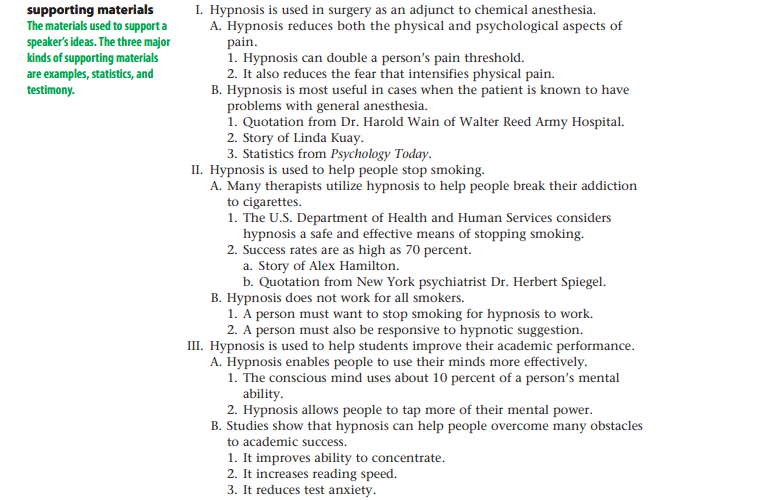 supporting materials
The materials used to support a
speaker's ideas. The three major
kinds of supporting materials
are examples, statistics, and
testimony.
I. Hypnosis is used in surgery as an adjunct to chemical anesthesia.
A. Hypnosis reduces both the physical and psychological aspects of
pain.
1. Hypnosis can double a person's pain threshold.
2. It also reduces the fear that intensifies physical pain.
B. Hypnosis is most useful in cases when the patient is known to have
problems with general anesthesia.
1. Quotation from Dr. Harold Wain of Walter Reed Army Hospital.
2. Story of Linda Kuay.
3. Statistics from Psychology Today.
II. Hypnosis is used to help people stop smoking.
A. Many therapists utilize hypnosis to help people break their addiction
to cigarettes.
1. The U.S. Department of Health and Human Services considers
hypnosis a safe and effective means of stopping smoking.
2. Success rates are as high as 70 percent.
a. Story of Alex Hamilton.
b. Quotation from New York psychiatrist Dr. Herbert Spiegel.
B. Hypnosis does not work for all smokers.
1. A person must want to stop smoking for hypnosis to work.
2. A person must also be responsive to hypnotic suggestion.
III. Hypnosis is used to help students improve their academic performance.
A. Hypnosis enables people to use their minds more effectively.
1. The conscious mind uses about 10 percent of a person's mental
ability.
2. Hypnosis allows people to tap more of their mental power.
B. Studies show that hypnosis can help people overcome many obstacles
to academic success.
1. It improves ability to concentrate.
2. It increases reading speed.
3. It reduces test anxiety.